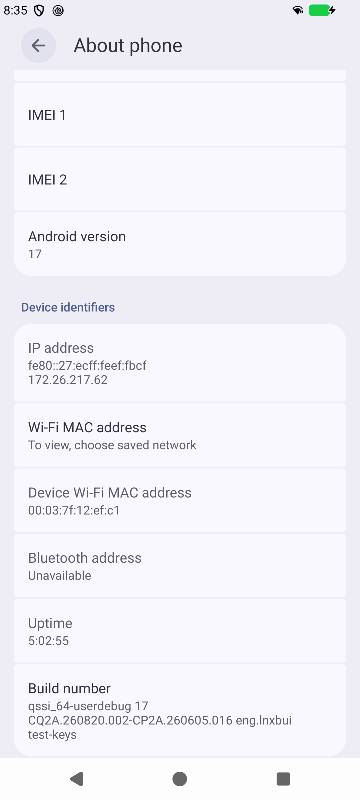 8:35
About phone
IMEI 1
IMEI 2
Android version
17
Device identifiers
IP address
fe80::27:ecff:feef:fbcf
172.26.217.62
Wi-Fi MAC address
To view, choose saved network
Device Wi-Fi MAC address
00:03:7f:12:ef:c1
Bluetooth address
Unavailable
Uptime
5:02:55
Build number
qssi_64-userdebug 17
CQ2A.260820.002-CP2A.260605.016 eng.lnxbui
test-keys